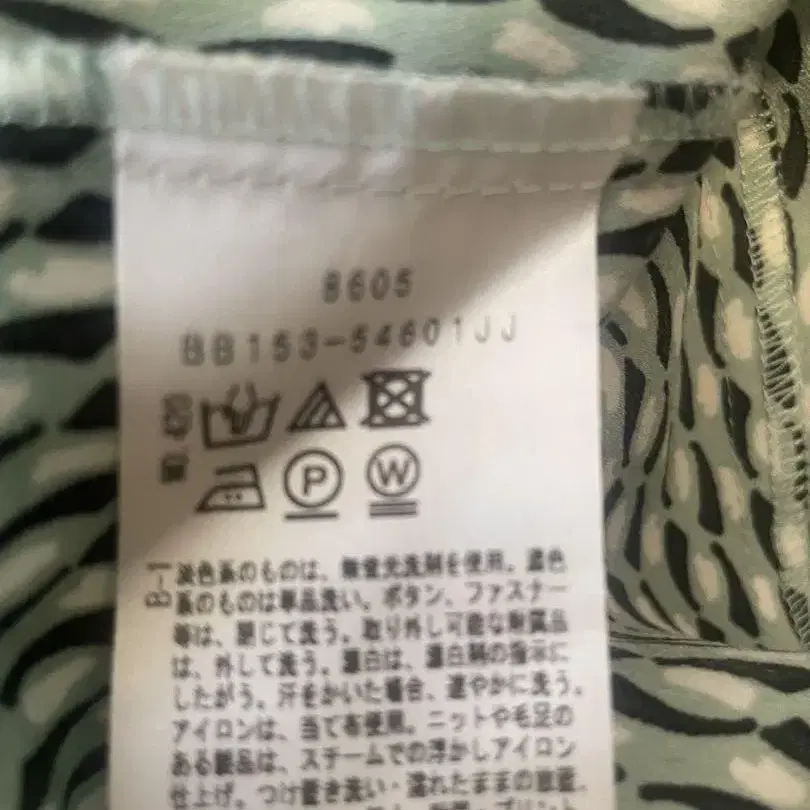 8605
BB153-54601JJ
NO. 420
P
W
B-1
淡色系のものは、無蛍光洗剤を使用。濃色
系のものは単品洗い。ボタン、ファスナー
等は、閉じて洗う。取り外し可能な附属品
は、外して洗う。漂白は、漂白剤の指示に
したがう。汗をかいた場合、速やかに洗う。
アイロンは、当て布使用。ニットや毛足の
ある製品は、スチームでの浮かしアイロン
仕上げ。つけ置き洗い・濡れたままの放置、